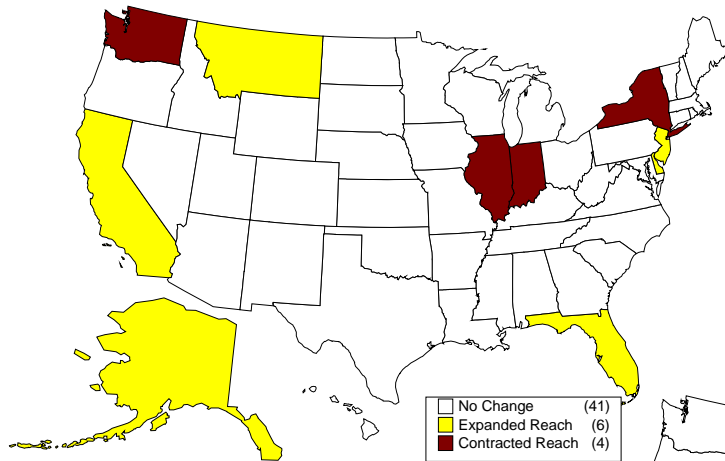 No Change (41)
Expanded Reach (6)
Contracted Reach (4)